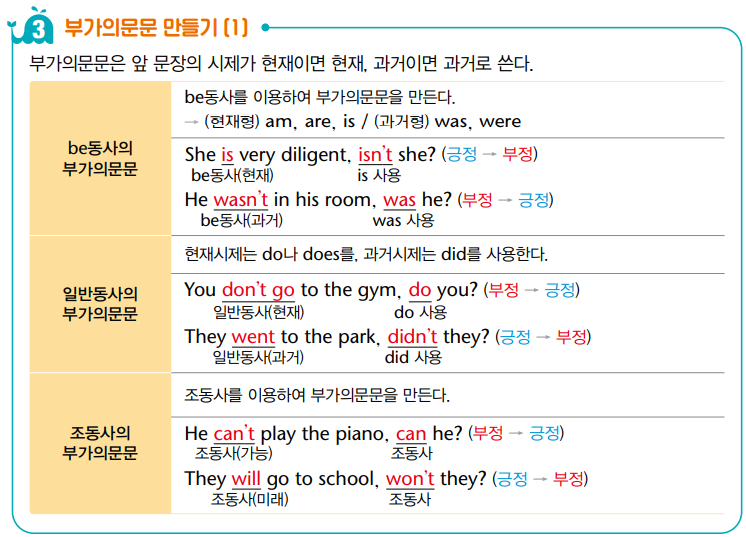 3 부가의문문 만들기 (1)
부가의문문은 앞 문장의 시제가 현재이면 현재, 과거이면 과거로 쓴다.
be동사의
부가의문문
be동사를 이용하여 부가의문문을 만든다.
→ (현재형) am, are, is / (과거형) was, were
She is very diligent, isn't she? (긍정 → 부정)
be동사(현재) is 사용
He wasn't in his room, was he? (부정 → 긍정)
be동사(과거) was 사용
일반동사의
부가의문문
현재시제는 do나 does를, 과거시제는 did를 사용한다.
You don't go to the gym, do you? (부정 → 긍정)
일반동사(현재) do 사용
They went to the park, didn't they? (긍정 → 부정)
일반동사(과거) did 사용
조동사의
부가의문문
조동사를 이용하여 부가의문문을 만든다.
He can't play the piano, can he? (부정 → 긍정)
조동사(가능) 조동사
They will go to school, won't they? (긍정 → 부정)
조동사(미래) 조동사